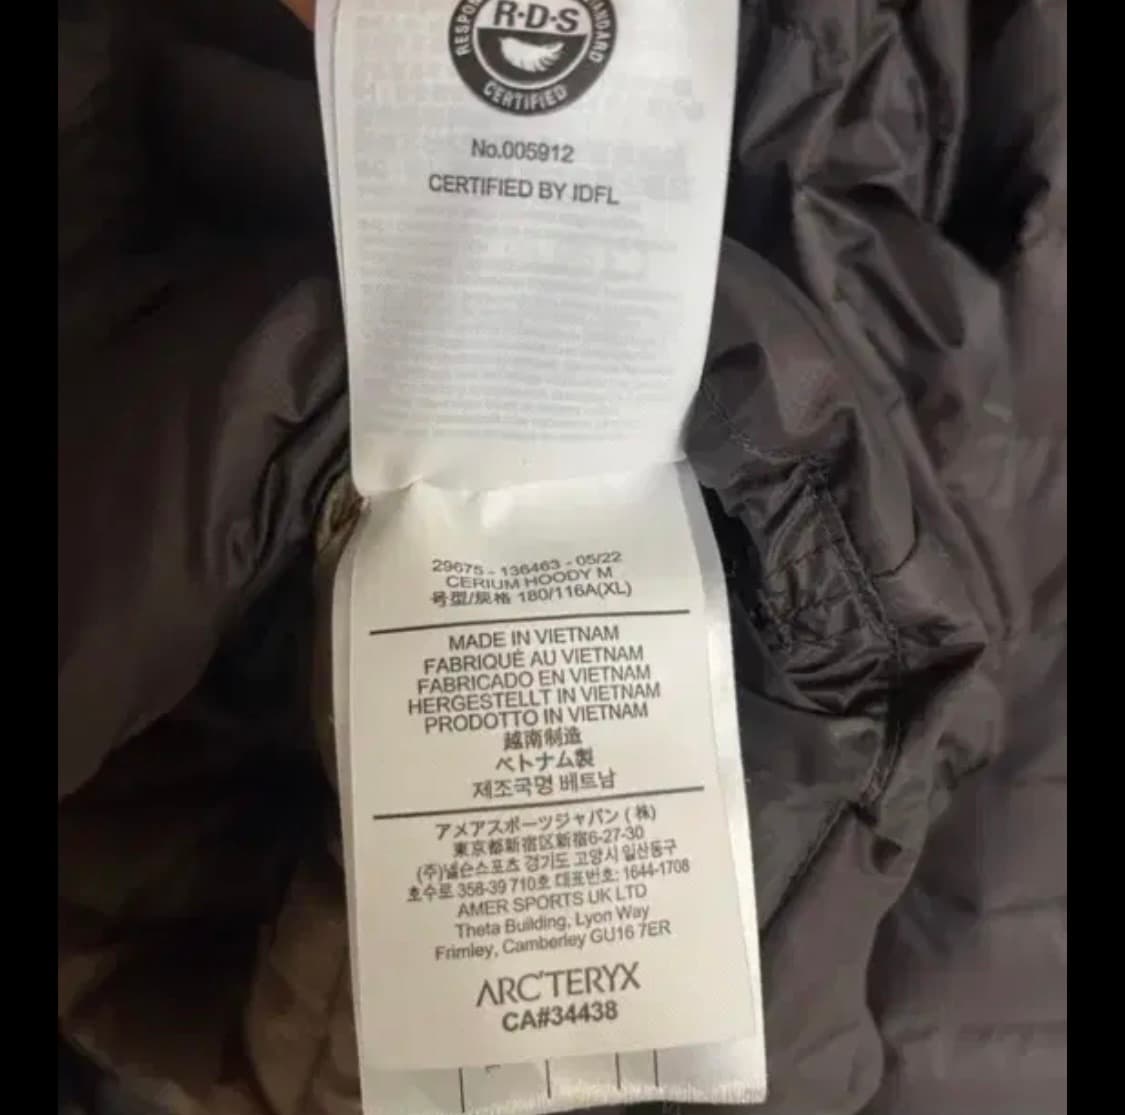 RESPO
R·D·S
ANDARD
CERTIFIED
No.005912
CERTIFIED BY IDFL
29675 - 136463 - 05/22
CERIUM HOODY M
号型/规格 180/116A(XL)
MADE IN VIETNAM
FABRIQUÉ AU VIETNAM
FABRICADO EN VIETNAM
HERGESTELLT IN VIETNAM
PRODOTTO IN VIETNAM
越南制造
ベトナム製
제조국명 베트남
アメアスポーツジャパン (株)
東京都新宿区新宿6-27-30
(주)넬슨스포츠 경기도 고양시 일산동구
호수로 358-39 710호 대표번호: 1644-1708
AMER SPORTS UK LTD
Theta Building, Lyon Way
Frimley, Camberley GU16 7ER
ARC'TERYX
CA#34438